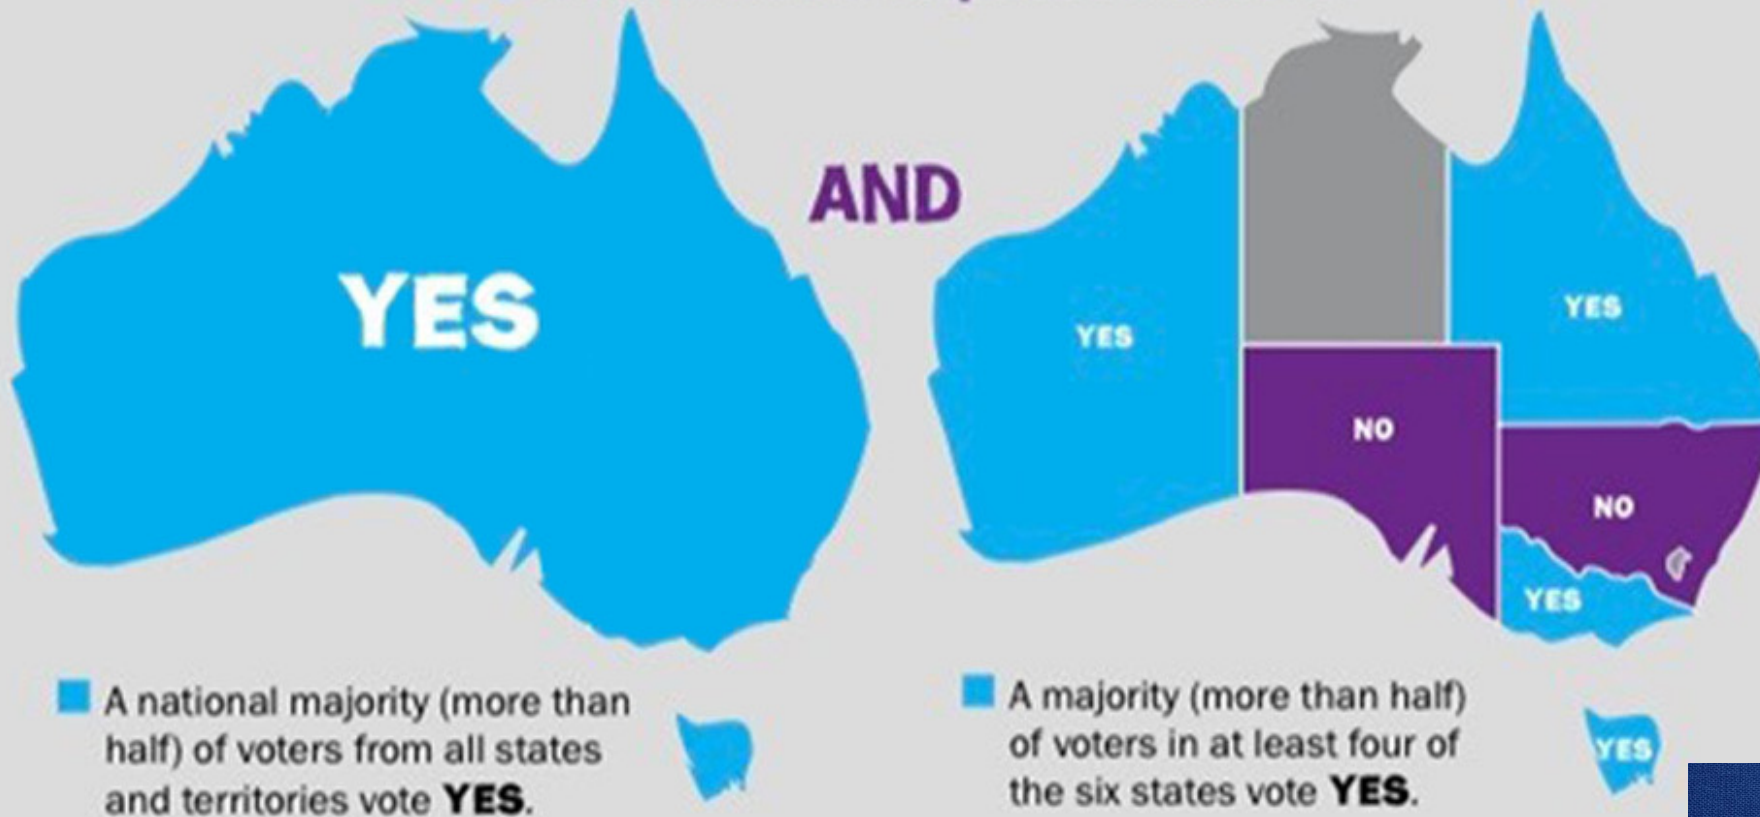 YES
A national majority (more than
half) of voters from all states
and territories vote YES.
AND
YES
YES
NO
NO
YES
YES
A majority (more than half)
of voters in at least four of
the six states vote YES.